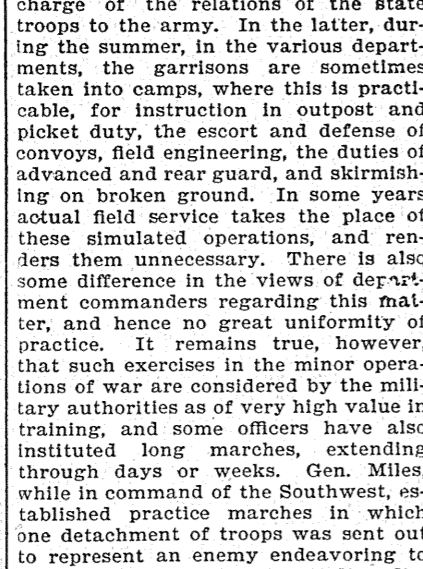 charge of the relations of the state
troops to the army. In the latter, dur-
ing the summer, in the various depart-
ments, the garrisons are sometimes
taken into camps, where this is practi-
cable, for instruction in outpost and
picket duty, the escort and defense of
convoys, field engineering, the duties of
advanced and rear guard, and skirmish-
ing on broken ground. In some years
actual field service takes the place of
these simulated operations, and ren-
ders them unnecessary. There is also
some difference in the views of depart-
ment commanders regarding this mat-
ter, and hence no great uniformity of
practice. It remains true, however,
that such exercises in the minor opera-
tions of war are considered by the mili-
tary authorities as of very high value in
training, and some officers have also
instituted long marches, extending
through days or weeks. Gen. Miles,
while in command of the Southwest, es-
tablished practice marches in which
one detachment of troops was sent out
to represent an enemy endeavoring to